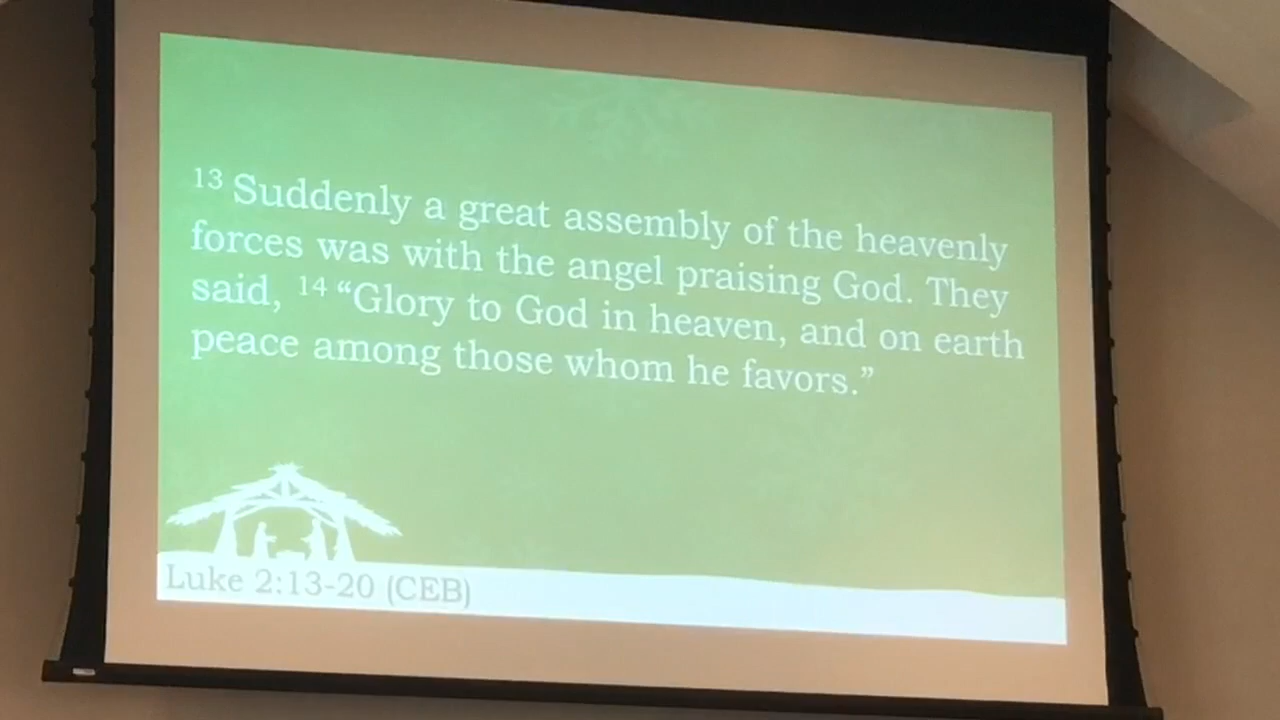 13 Suddenly a great assembly of the heavenly
forces was with the angel praising God. They
said, 14 “Glory to God in heaven, and on earth
peace among those whom he favors.”
Luke 2:13-20 (CEB)